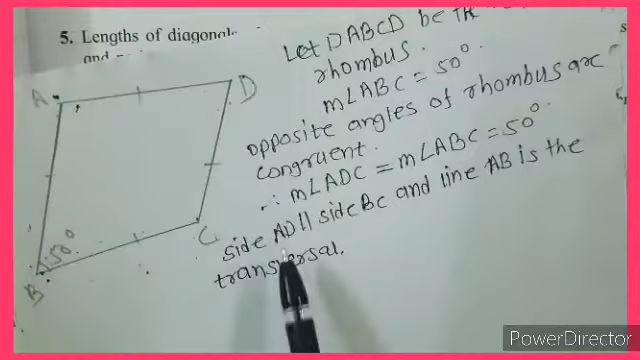 5. Lengths of diagonals
and
Let □ABCD be the
rhombus.
m∠ABC = 50°.
opposite angles of rhombus are
congruent.
∴ m∠ADC = m∠ABC = 50°.
side AD || side BC and line AB is the
transversal.
A
D
B
C
50°
PowerDirector